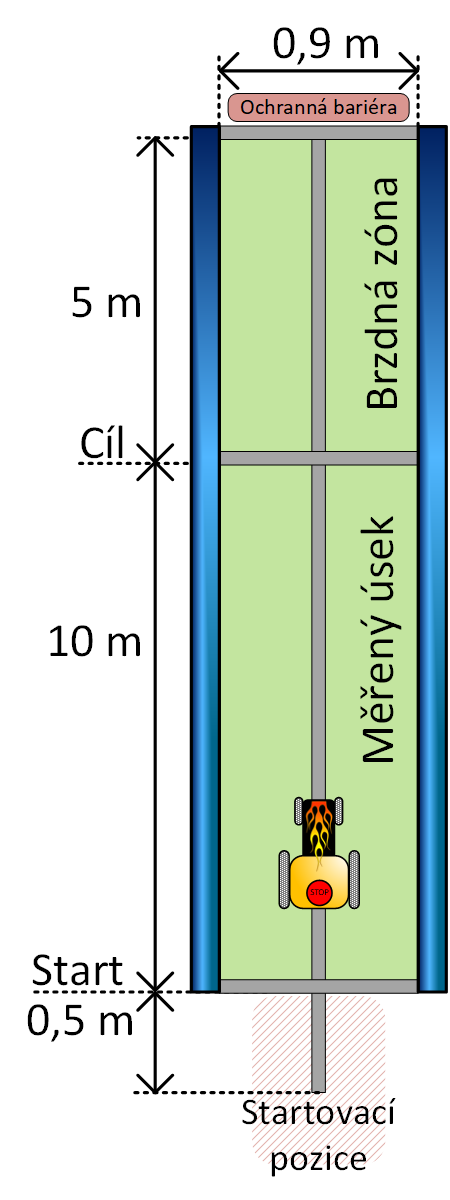 0,9 m
Ochranná bariéra
5 m
Brzdná zóna
Cíl
Měřený úsek
10 m
STOP
Start
0,5 m
Startovací
pozice